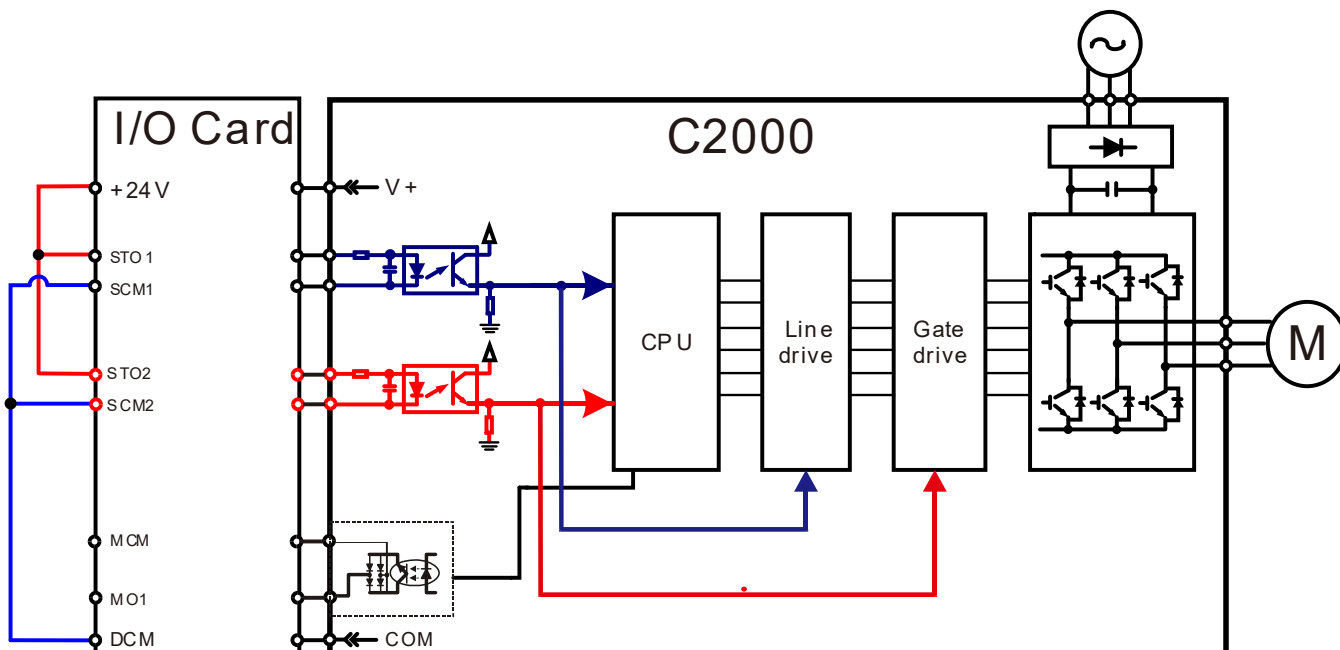 I/O Card
C2000
+24V
V+
STO1
SCM1
STO2
SCM2
CPU
Line
drive
Gate
drive
M
MCM
MO1
DCM
COM